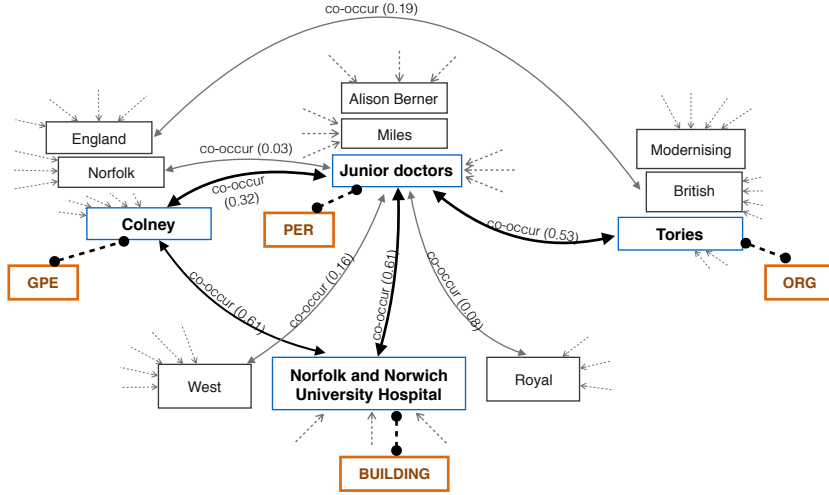 co-occur (0.19)
Alison Berner
England
Miles
Modernising
co-occur (0.03)
Norfolk
Junior doctors
British
co-occur
(0.32)
Colney
PER
co-occur (0.53)
Tories
GPE
ORG
co-occur (0.61)
co-occur (0.16)
co-occur (0.61)
co-occur (0.08)
West
Norfolk and Norwich
University Hospital
Royal
BUILDING